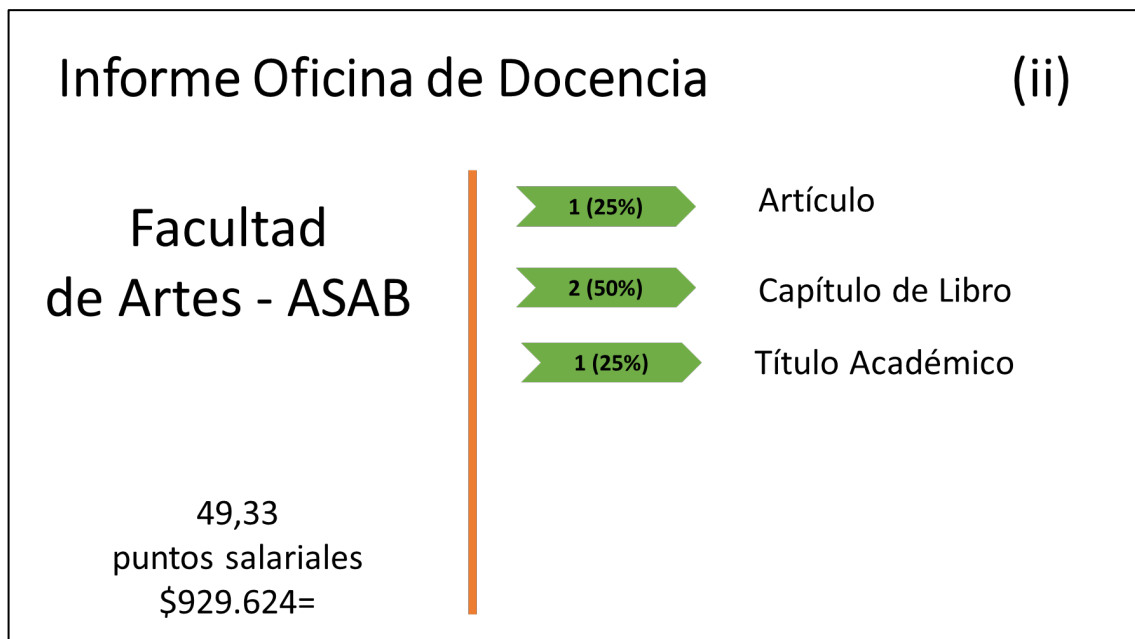 Informe Oficina de Docencia (ii)
Facultad
de Artes - ASAB
49,33
puntos salariales
$929.624=
1 (25%) Artículo
2 (50%) Capítulo de Libro
1 (25%) Título Académico